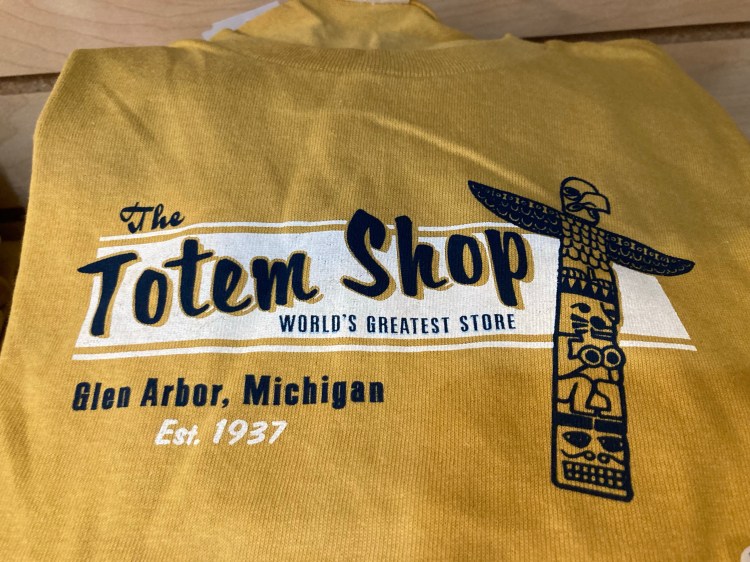 The
Totem Shop
WORLD'S GREATEST STORE
Glen Arbor, Michigan
Est. 1937